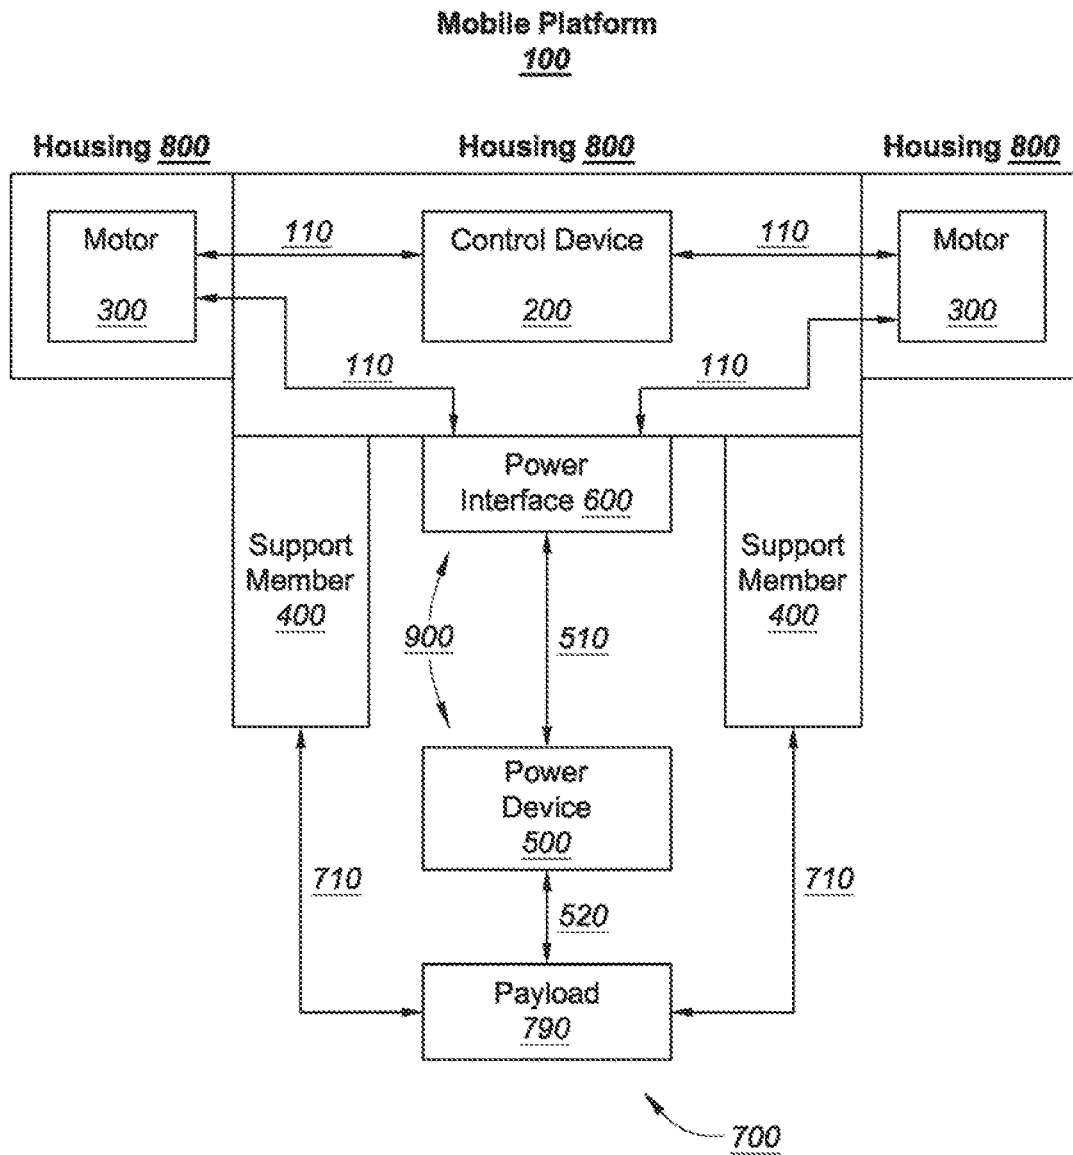 Mobile Platform
100
Housing 800
Housing 800
Housing 800
Motor
300
110
Control Device
200
110
Motor
300
110
110
Power
Interface 600
Support
Member
400
Support
Member
400
900
510
Power
Device
500
710
710
520
Payload
790
700